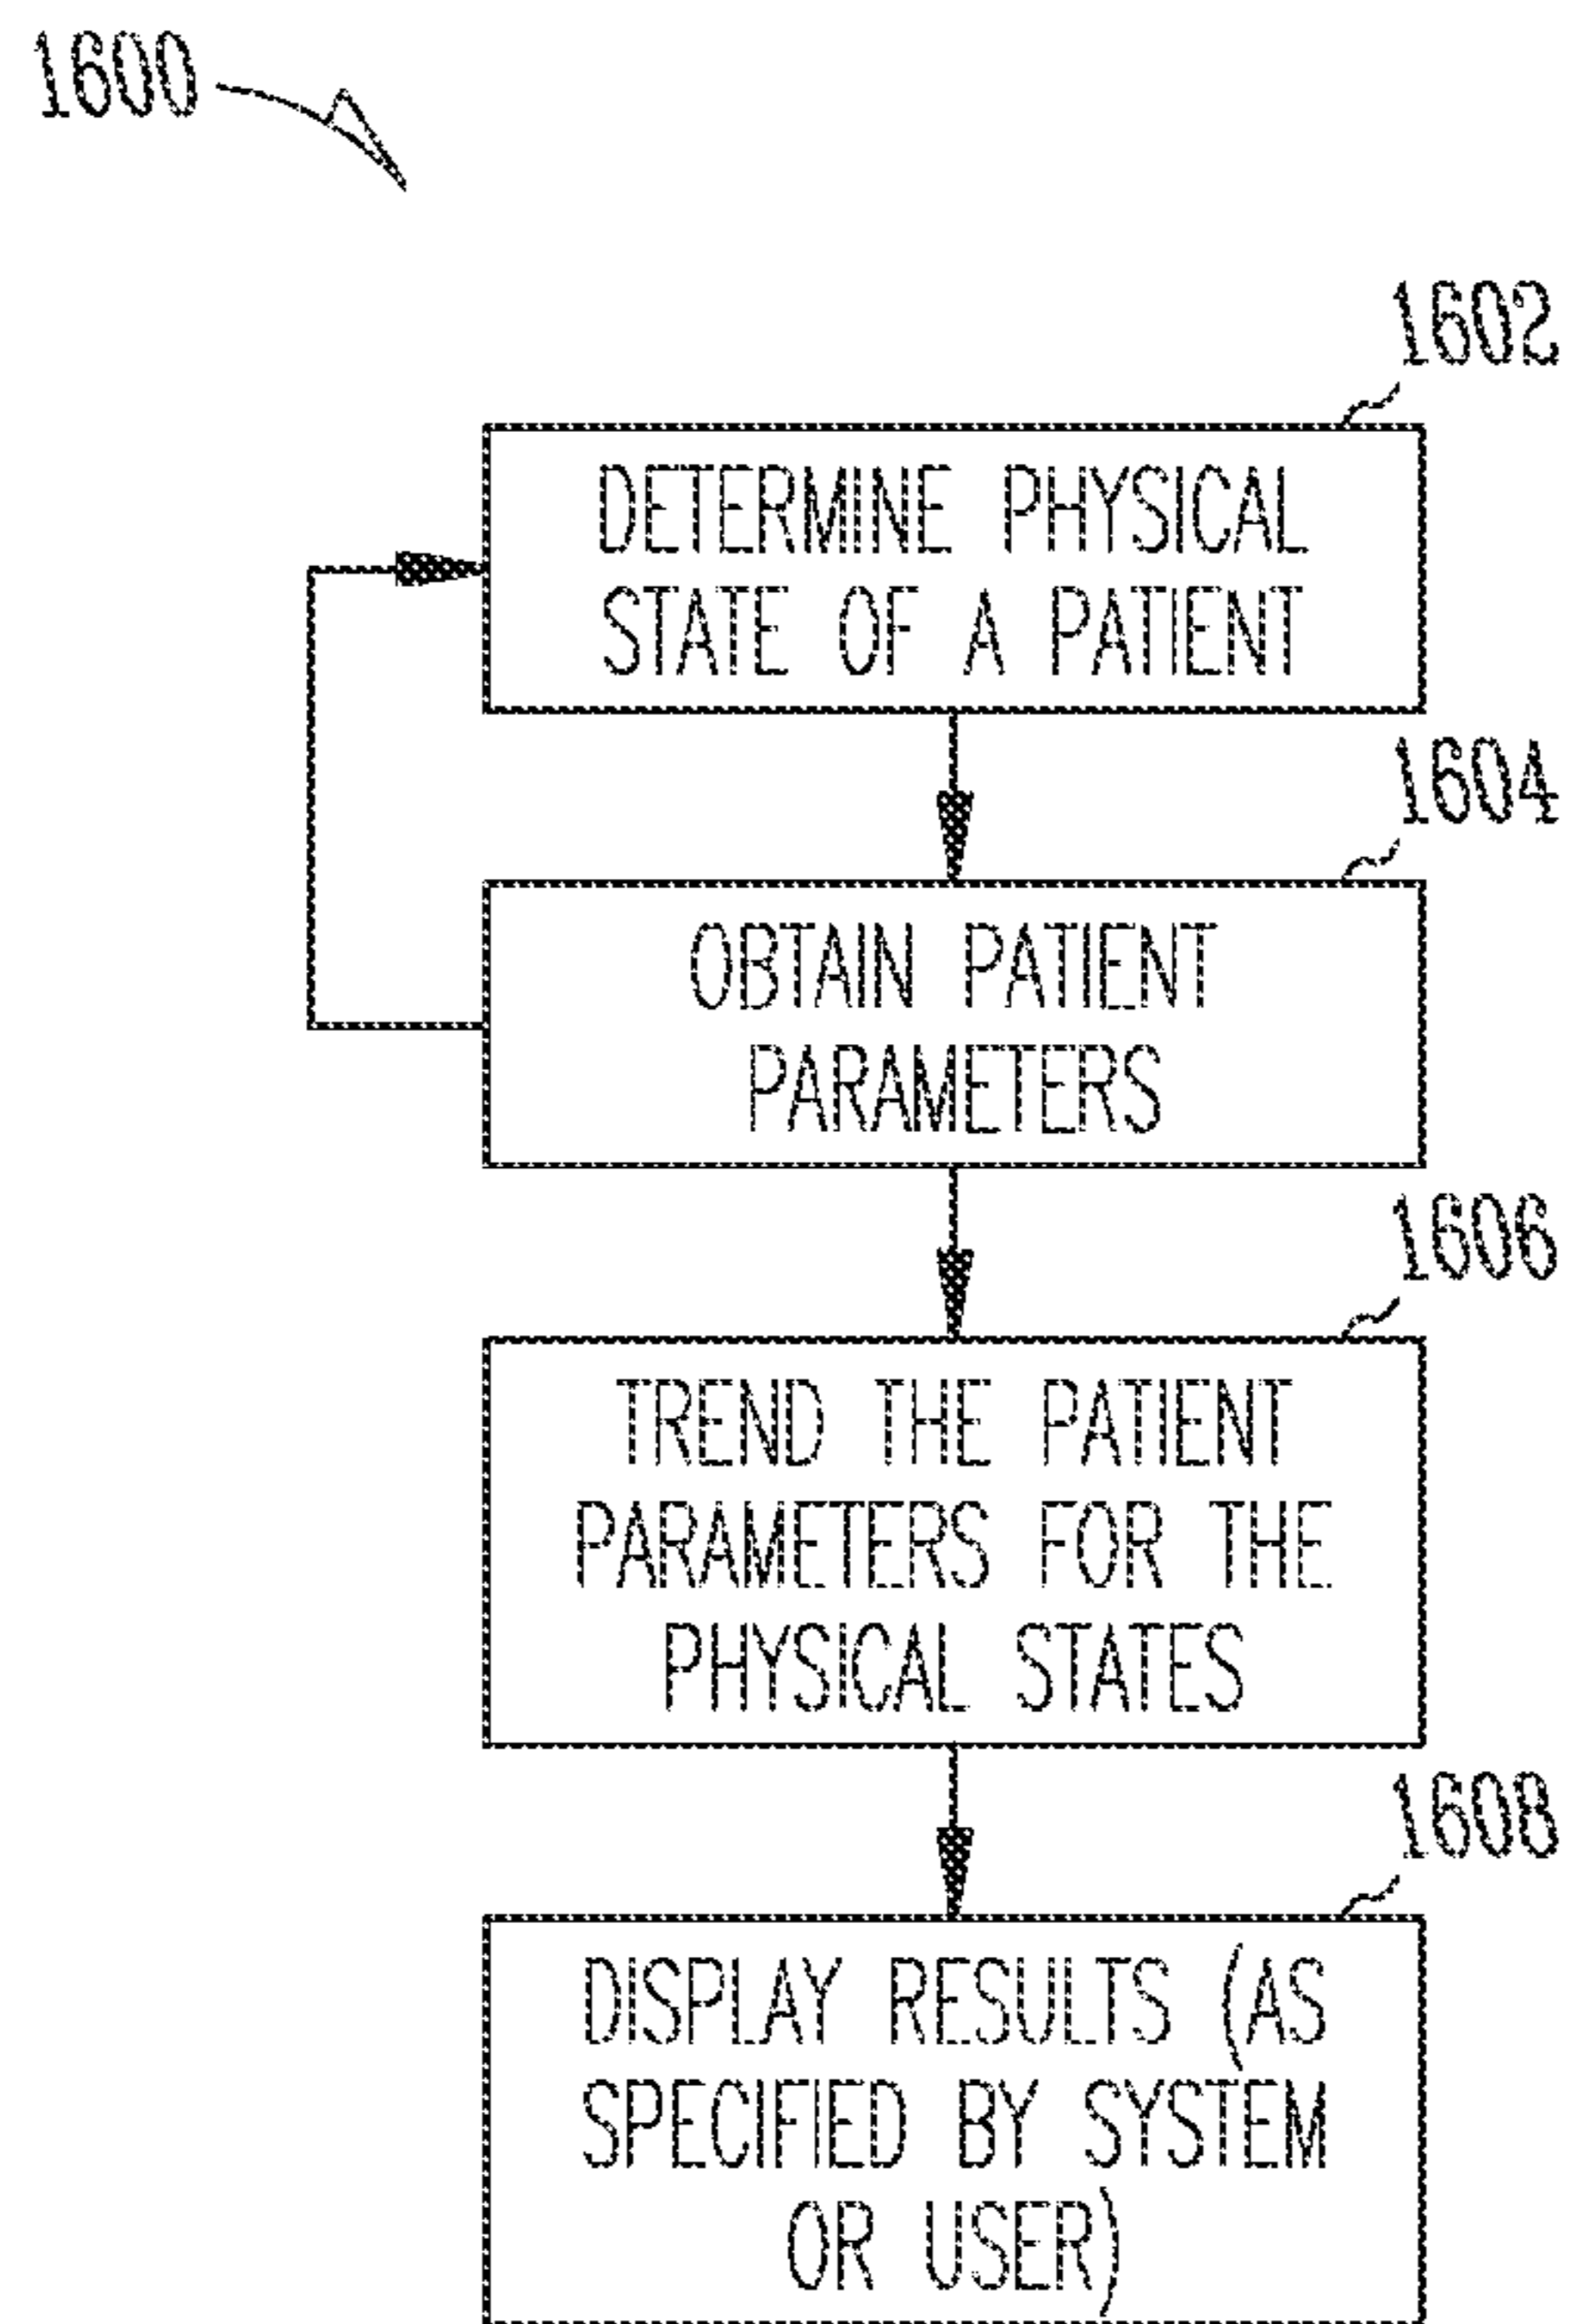 1600
1602
DETERMINE PHYSICAL
STATE OF A PATIENT
1604
OBTAIN PATIENT
PARAMETERS
1606
TREND THE PATIENT
PARAMETERS FOR THE
PHYSICAL STATES
1608
DISPLAY RESULTS (AS
SPECIFIED BY SYSTEM
OR USER)